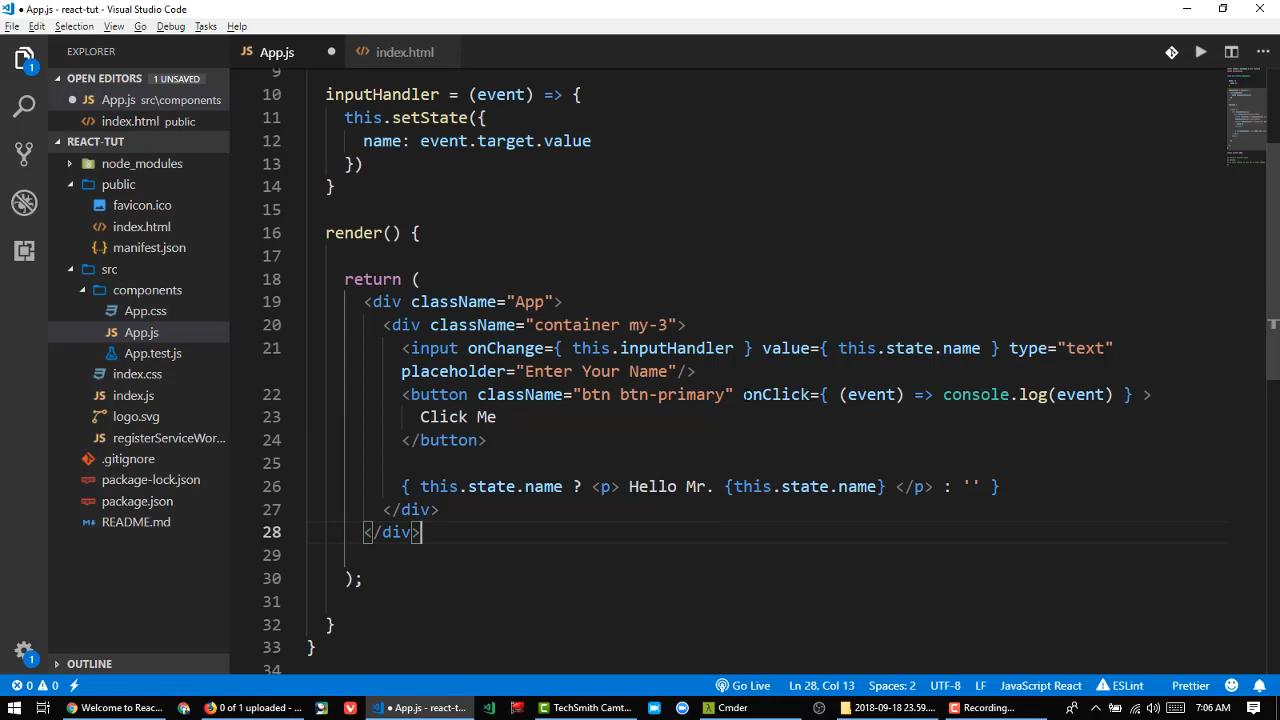 App.js • react-tut - Visual Studio Code
File Edit Selection View Go Debug Tasks Help
EXPLORER
JS App.js
<> index.html
OPEN EDITORS 1 UNSAVED
JS App.js src\components
<> index.html public
REACT-TUT
node_modules
public
favicon.ico
<> index.html
{..} manifest.json
src
components
App.css
JS App.js
App.test.js
index.css
JS index.js
logo.svg
registerServiceWor...
.gitignore
package-lock.json
package.json
README.md
OUTLINE
1
1
9
10 inputHandler = (event) => {
11 this.setState({
12 name: event.target.value
13 })
14 }
15
16 render() {
17
18 return (
19 <div className="App">
20 <div className="container my-3">
21 <input onChange={ this.inputHandler } value={ this.state.name } type="text"
placeholder="Enter Your Name"/>
22 <button className="btn btn-primary" onClick={ (event) => console.log(event) } >
23 Click Me
24 </button>
25
26 { this.state.name ? <p> Hello Mr. {this.state.name} </p> : '' }
27 </div>
28 </div>
29
30 );
31
32 }
33 }
34
0 0 Go Live Ln 28, Col 13 Spaces: 2 UTF-8 LF JavaScript React ESLint Prettier
Welcome to Reac... 0 of 1 uploaded - ... • App.js - react-t... TechSmith Camt... Cmder 2018-09-18 23.59.... Recording... 7:06 AM